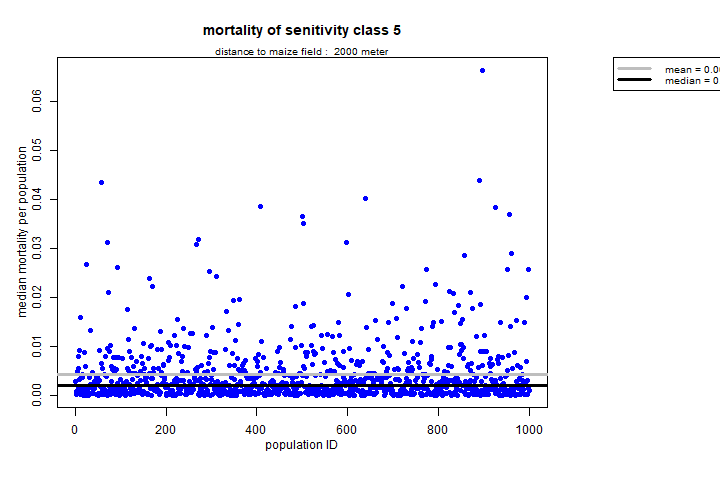 mortality of senitivity class 5
distance to maize field :  2000 meter
mean = 0.00
median = 0
median mortality per population
0.06
0.05
0.04
0.03
0.02
0.01
0.00
0 200 400 600 800 1000
population ID